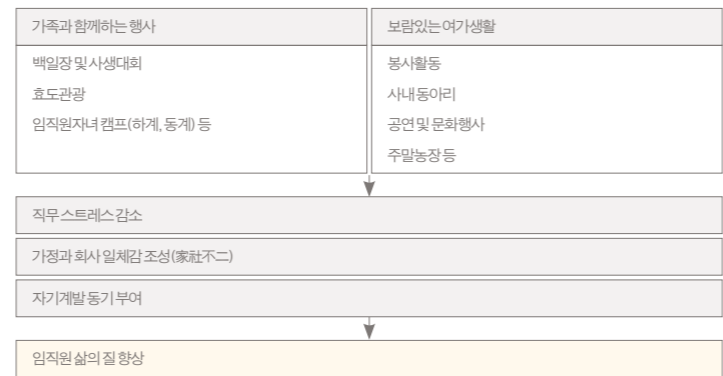 가족과 함께하는 행사
백일장 및 사생대회
효도관광
임직원자녀 캠프(하계, 동계) 등
보람있는 여가생활
봉사활동
사내 동아리
공연 및 문화행사
주말농장 등
직무 스트레스 감소
가정과 회사 일체감 조성(家社不二)
자기계발 동기 부여
임직원 삶의 질 향상